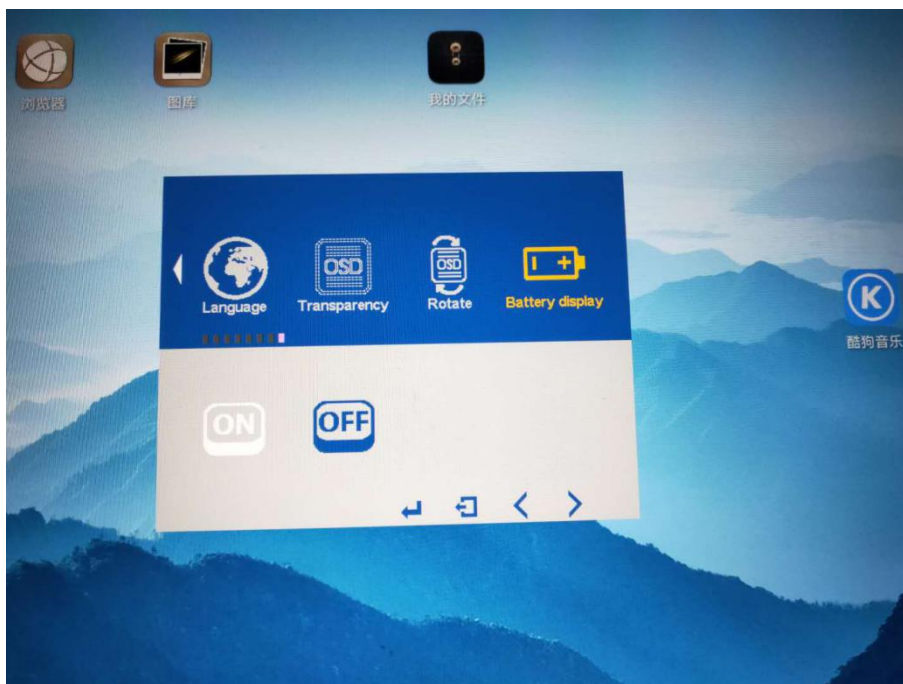 浏览器
图库
我的文件
OSD
OSD
Language
Transparency
Rotate
Battery display
K
酷狗音乐
ON
OFF